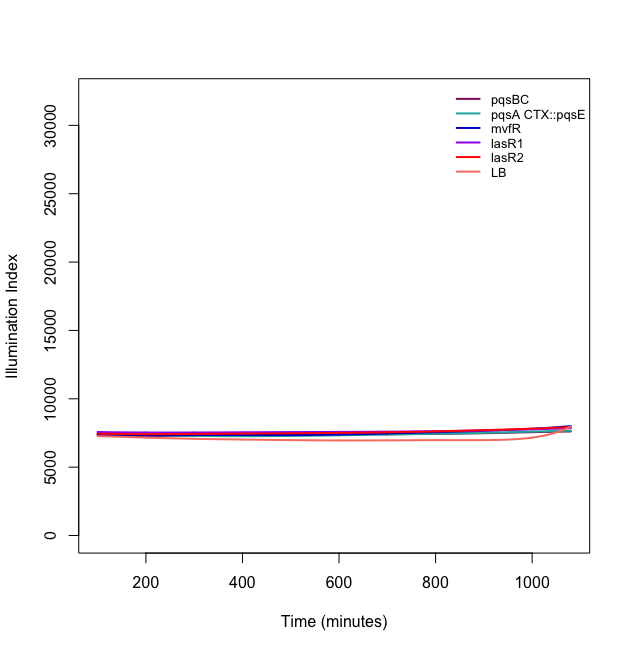 pqsBC
pqsA CTX::pqsE
mvfR
lasR1
lasR2
LB
Illumination Index
30000
25000
20000
15000
10000
5000
0
200 400 600 800 1000
Time (minutes)